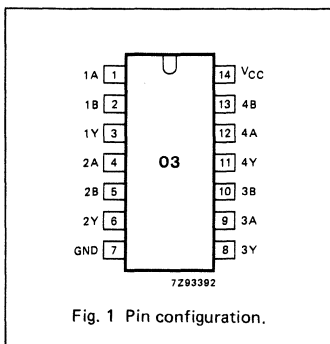 1A 1 14 VCC
1B 2 13 4B
1Y 3 12 4A
2A 4 03 11 4Y
2B 5 10 3B
2Y 6 9 3A
GND 7 8 3Y
7Z93392
Fig. 1 Pin configuration.